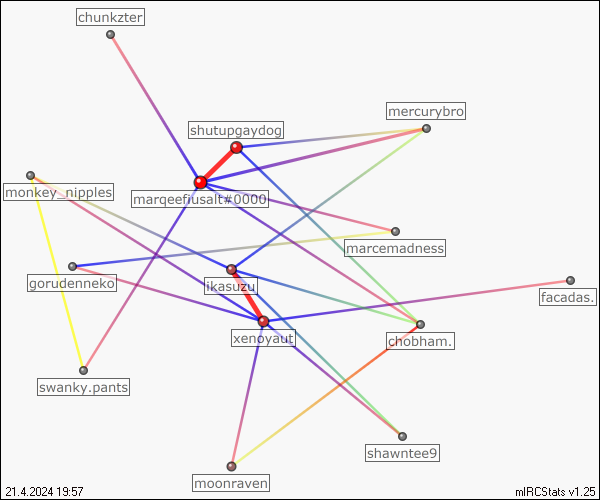 chunkzter
mercurybro
shutupgaydog
monkey_nipples
marqeefiusalt#0000
marcemadness
gorudenneko
ikasuzu
facadas.
xenoyaut
chobham.
swanky.pants
shawntee9
moonraven
21.4.2024 19:57
mIRCStats v1.25